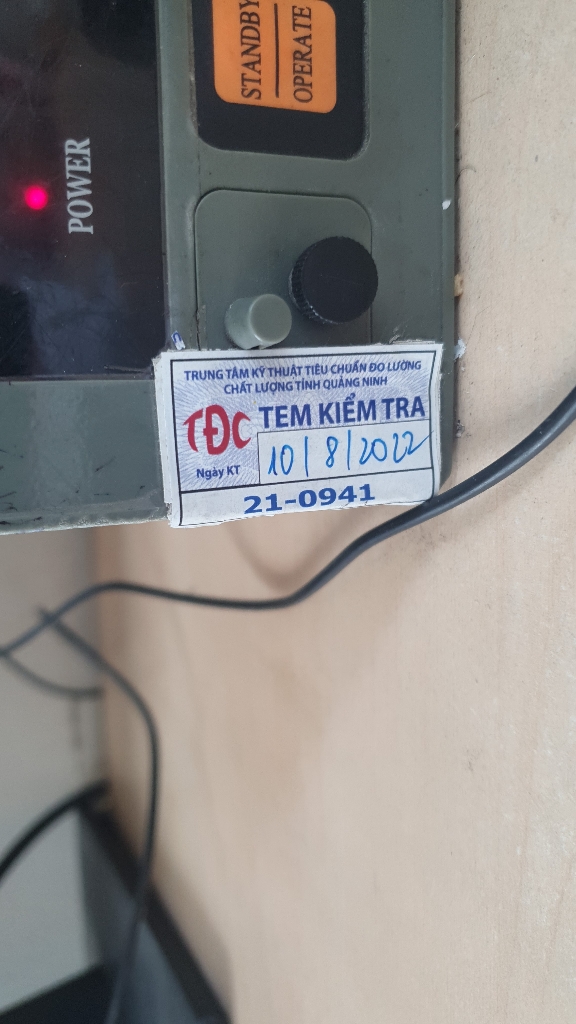 STANDBY
OPERATE
POWER
TRUNG TÂM KỸ THUẬT TIÊU CHUẨN ĐO LƯỜNG
CHẤT LƯỢNG TỈNH QUẢNG NINH
TĐC TEM KIỂM TRA
Ngày KT 10/8/2022
21-0941